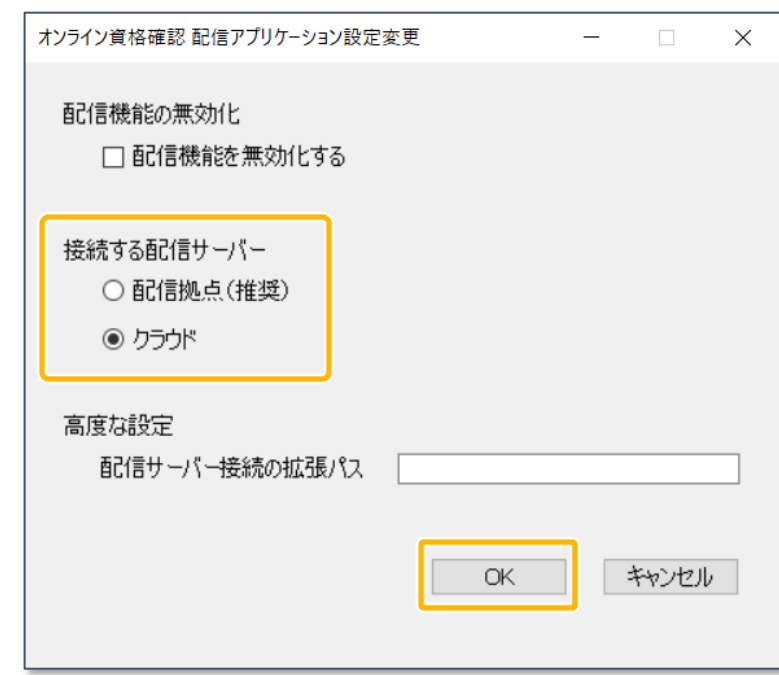 オンライン資格確認 配信アプリケーション設定変更
配信機能の無効化
配信機能を無効化する
接続する配信サーバー
配信拠点(推奨)
クラウド
高度な設定
配信サーバー接続の拡張パス
OK キャンセル